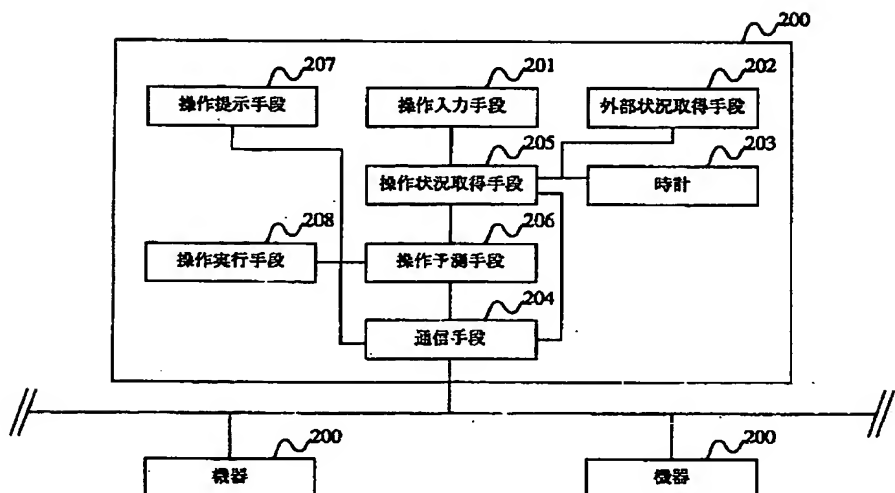 200
207
201
202
操作提示手段
操作入力手段
外部状況取得手段
205
203
操作状況取得手段
時計
208
206
操作実行手段
操作予測手段
204
通信手段
200
200
機器
機器